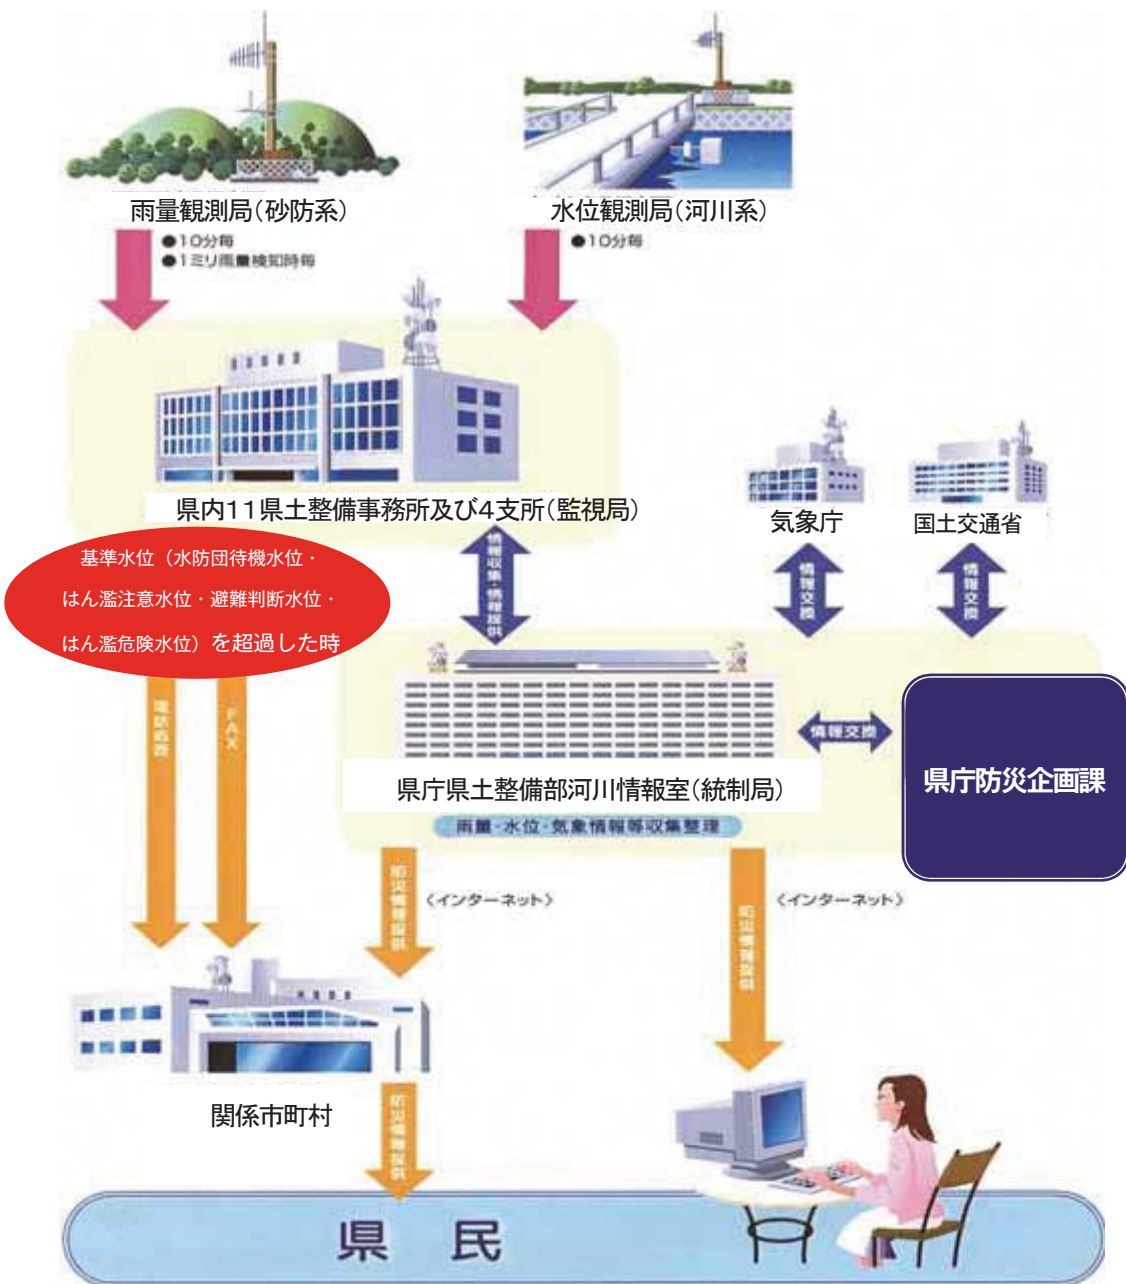 雨量観測局(砂防系)
●10分毎
●1ミリ雨量検知時毎
水位観測局(河川系)
●10分毎
県内11県土整備事務所及び4支所(監視局)
気象庁
国土交通省
基準水位（水防団待機水位・
はん濫注意水位・避難判断水位・
はん濫危険水位）を超過した時
情報収集・情報提供
情報交換
情報交換
電話応答
FAX
情報交換
県庁防災企画課
県庁県土整備部河川情報室(統制局)
雨量・水位・気象情報等収集整理
防災情報提供
〈インターネット〉
防災情報提供
〈インターネット〉
関係市町村
防災情報提供
県民